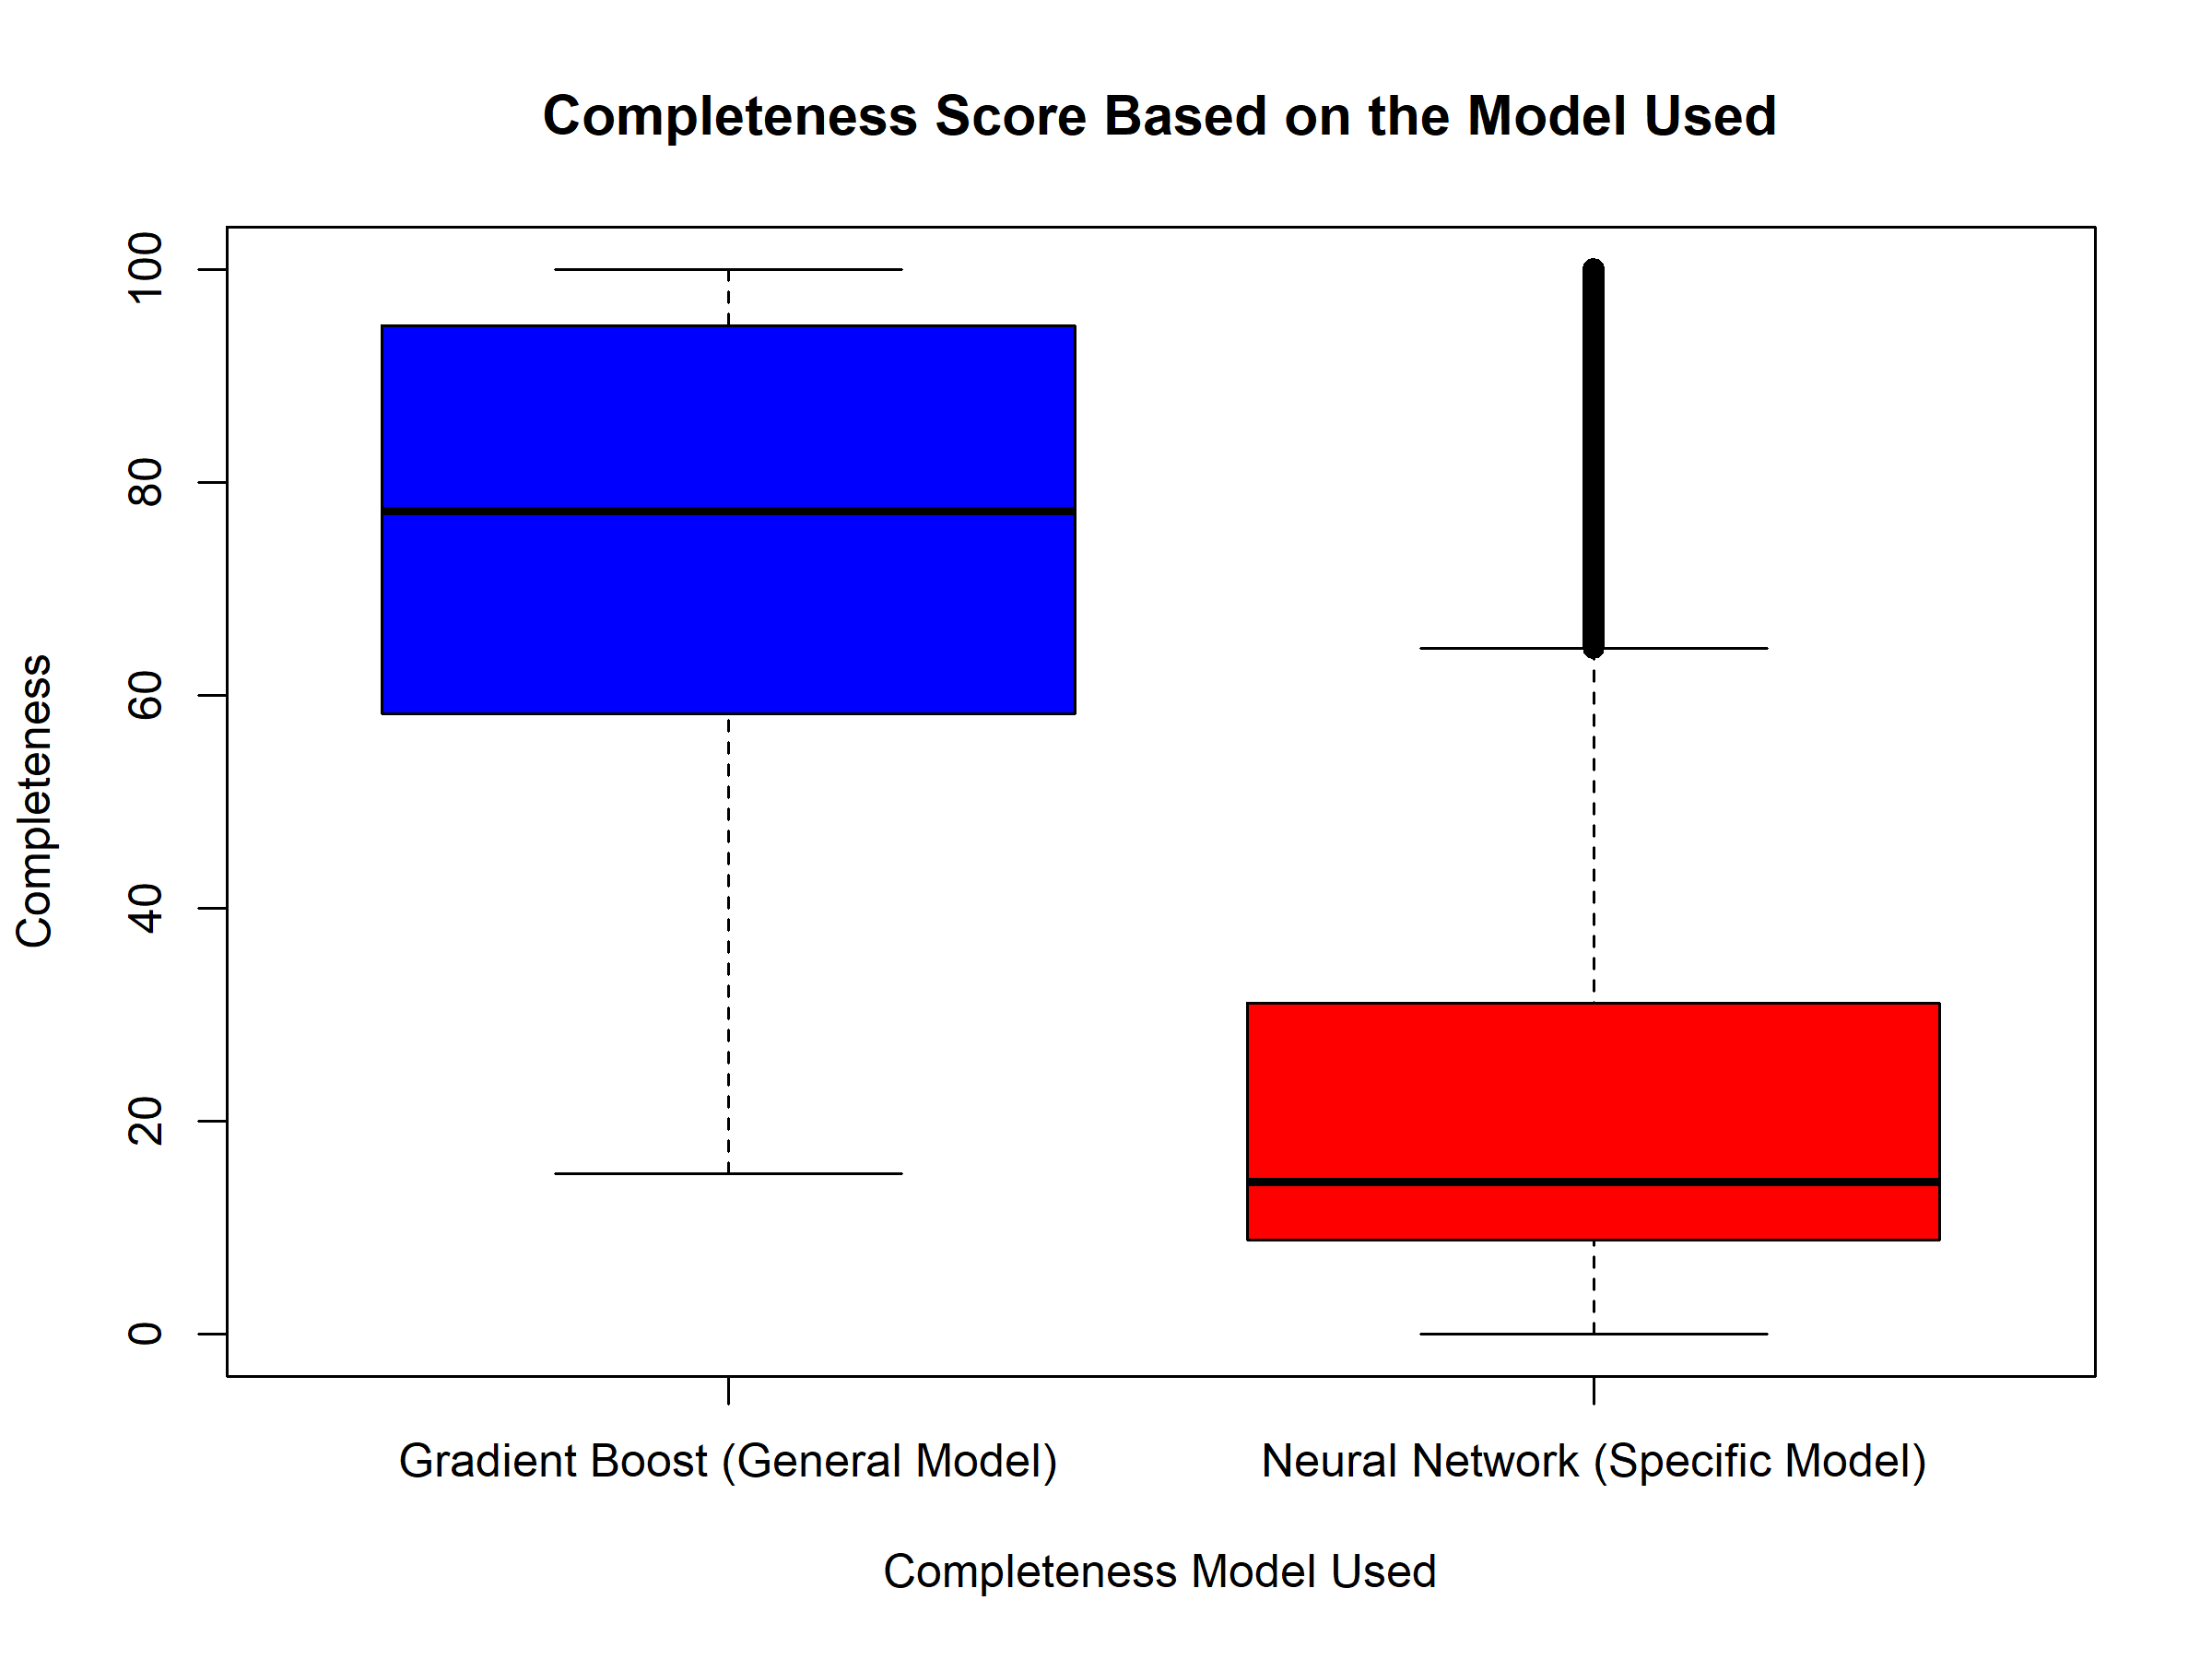 Completeness Score Based on the Model Used
Completeness
100
80
60
40
20
0
Gradient Boost (General Model)
Neural Network (Specific Model)
Completeness Model Used